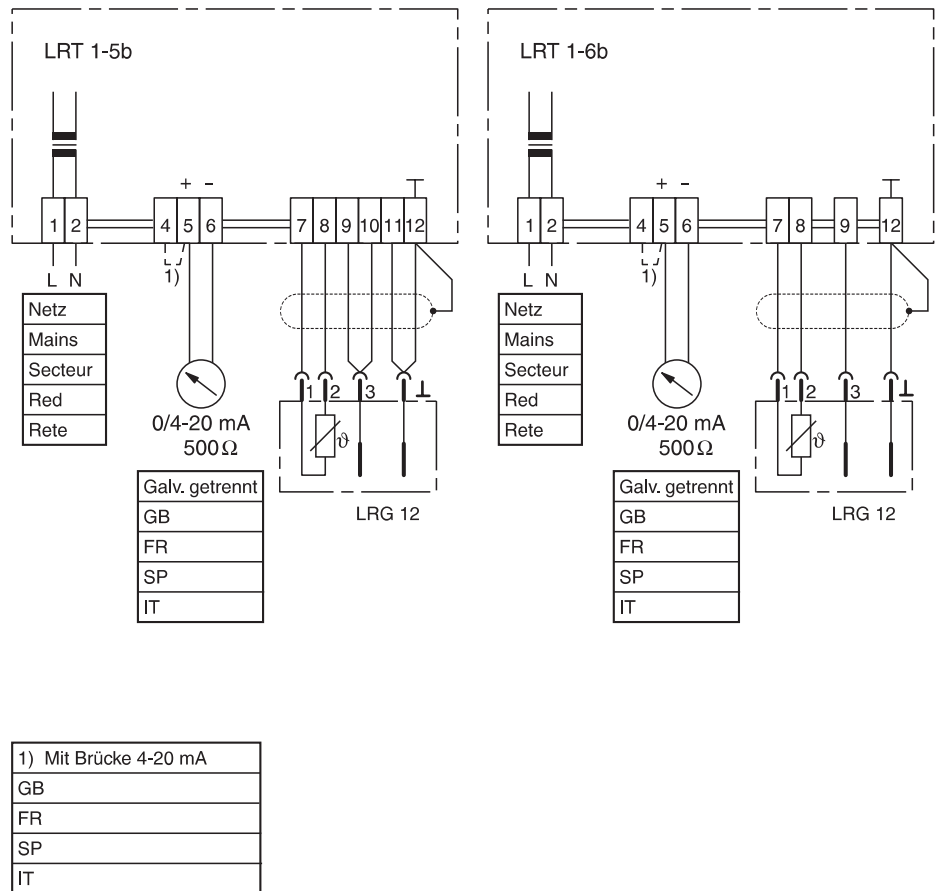 LRT 1-5b
+ -
1 2 4 5 6 7 8 9 10 11 12
L N
1)
Netz
Mains
Secteur
Red
Rete
0/4-20 mA
500Ω
Galv. getrennt
GB
FR
SP
IT
1 2 3
ϑ
LRG 12
LRT 1-6b
+ -
1 2 4 5 6 7 8 9 12
L N
1)
Netz
Mains
Secteur
Red
Rete
0/4-20 mA
500Ω
Galv. getrennt
GB
FR
SP
IT
1 2 3
ϑ
LRG 12
1) Mit Brücke 4-20 mA
GB
FR
SP
IT